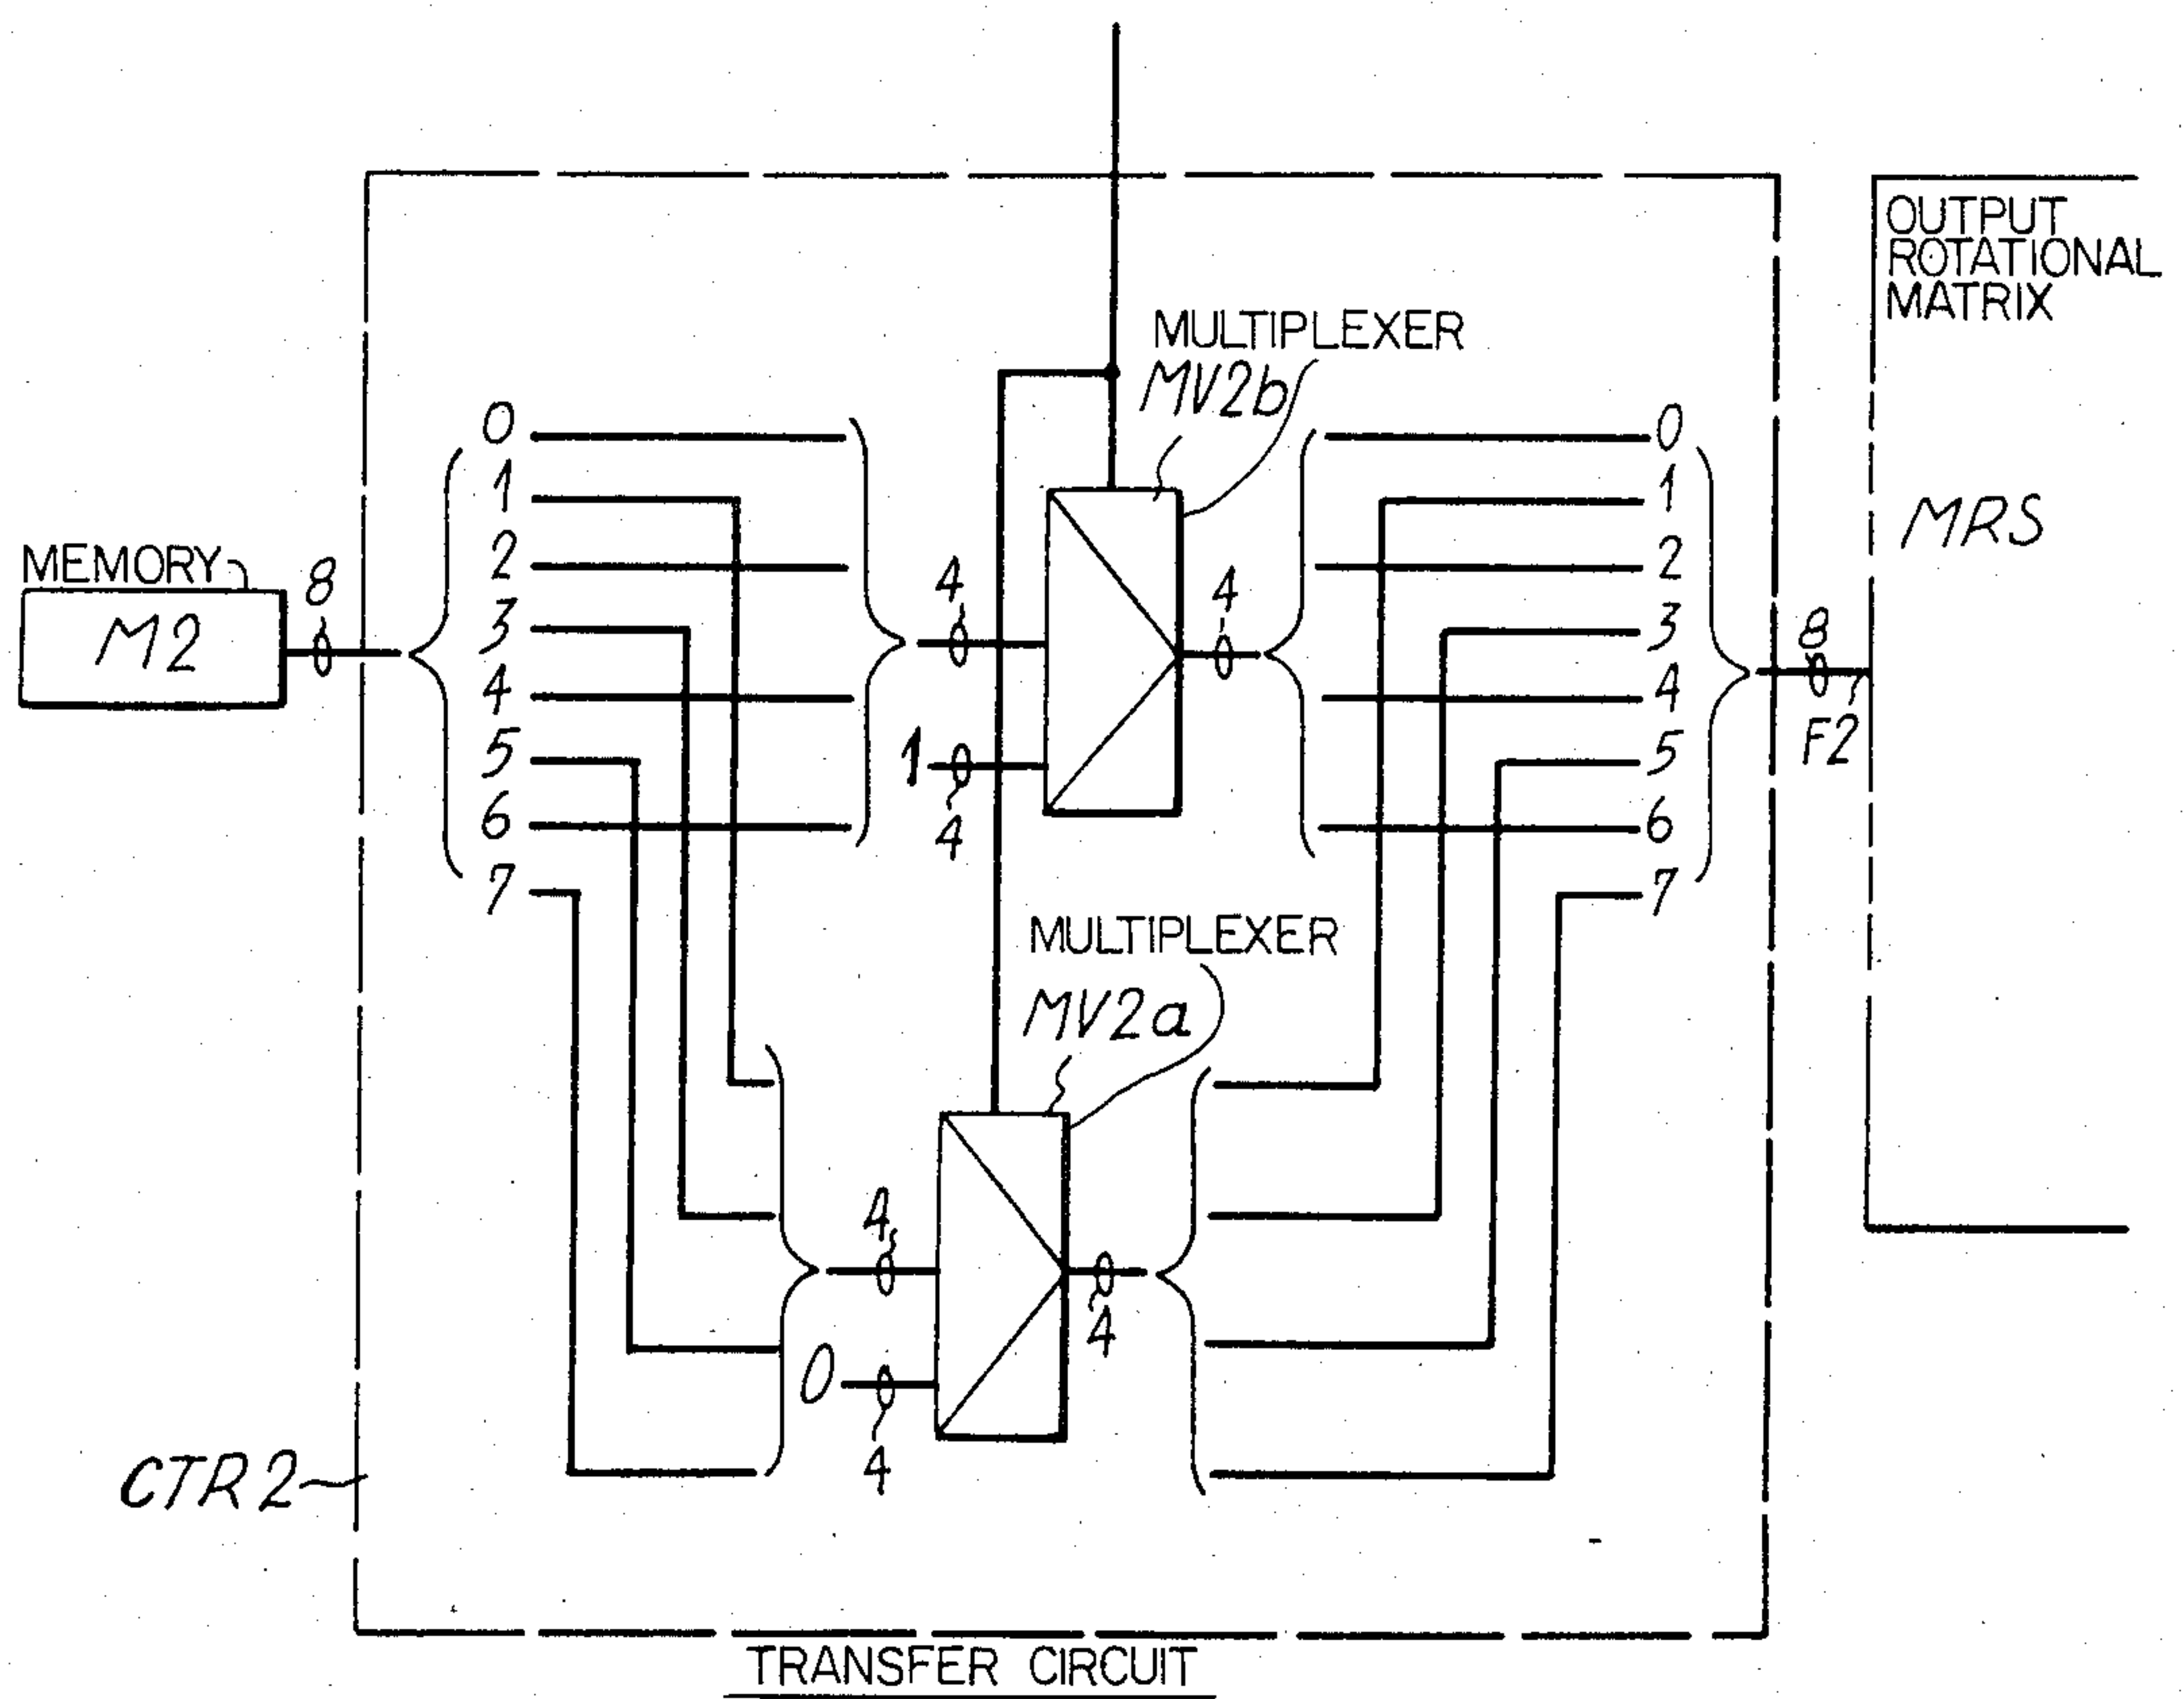 OUTPUT
ROTATIONAL
MATRIX
MRS
MULTIPLEXER
MV2b
MEMORY
M2
8
0
1
2
3
4
5
6
7
4
1
4
4
0
1
2
3
4
5
6
7
8
F2
MULTIPLEXER
MV2a
4
0
4
4
CTR2
TRANSFER CIRCUIT